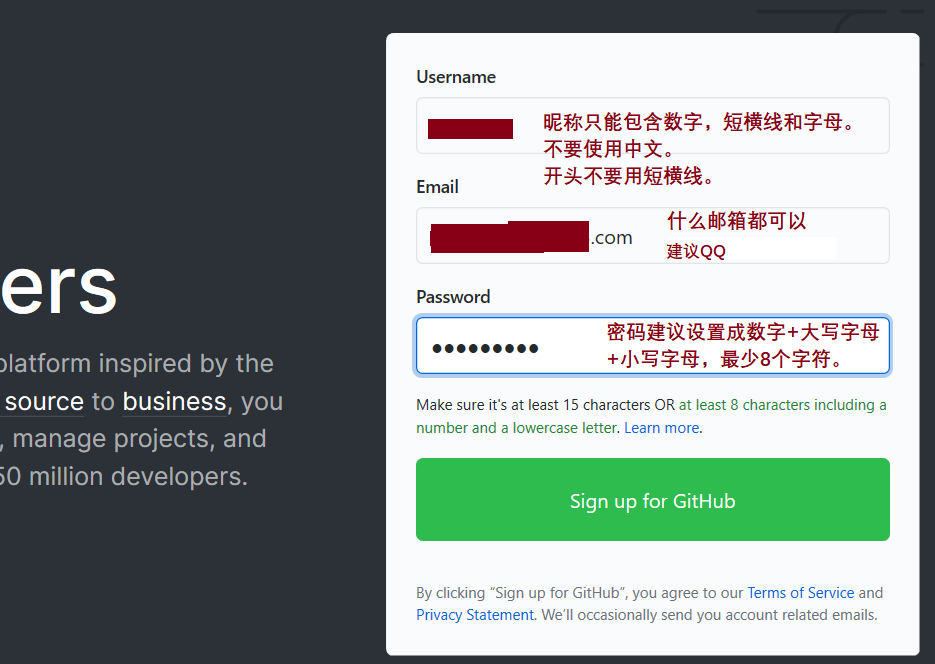 Username
昵称只能包含数字，短横线和字母。
不要使用中文。
开头不要用短横线。
Email
.com
什么邮箱都可以
建议QQ
Password
密码建议设置成数字+大写字母
+小写字母，最少8个字符。
Make sure it's at least 15 characters OR at least 8 characters including a
number and a lowercase letter. Learn more.
Sign up for GitHub
By clicking “Sign up for GitHub”, you agree to our Terms of Service and
Privacy Statement. We’ll occasionally send you account related emails.
ers
platform inspired by the
source to business, you
, manage projects, and
50 million developers.